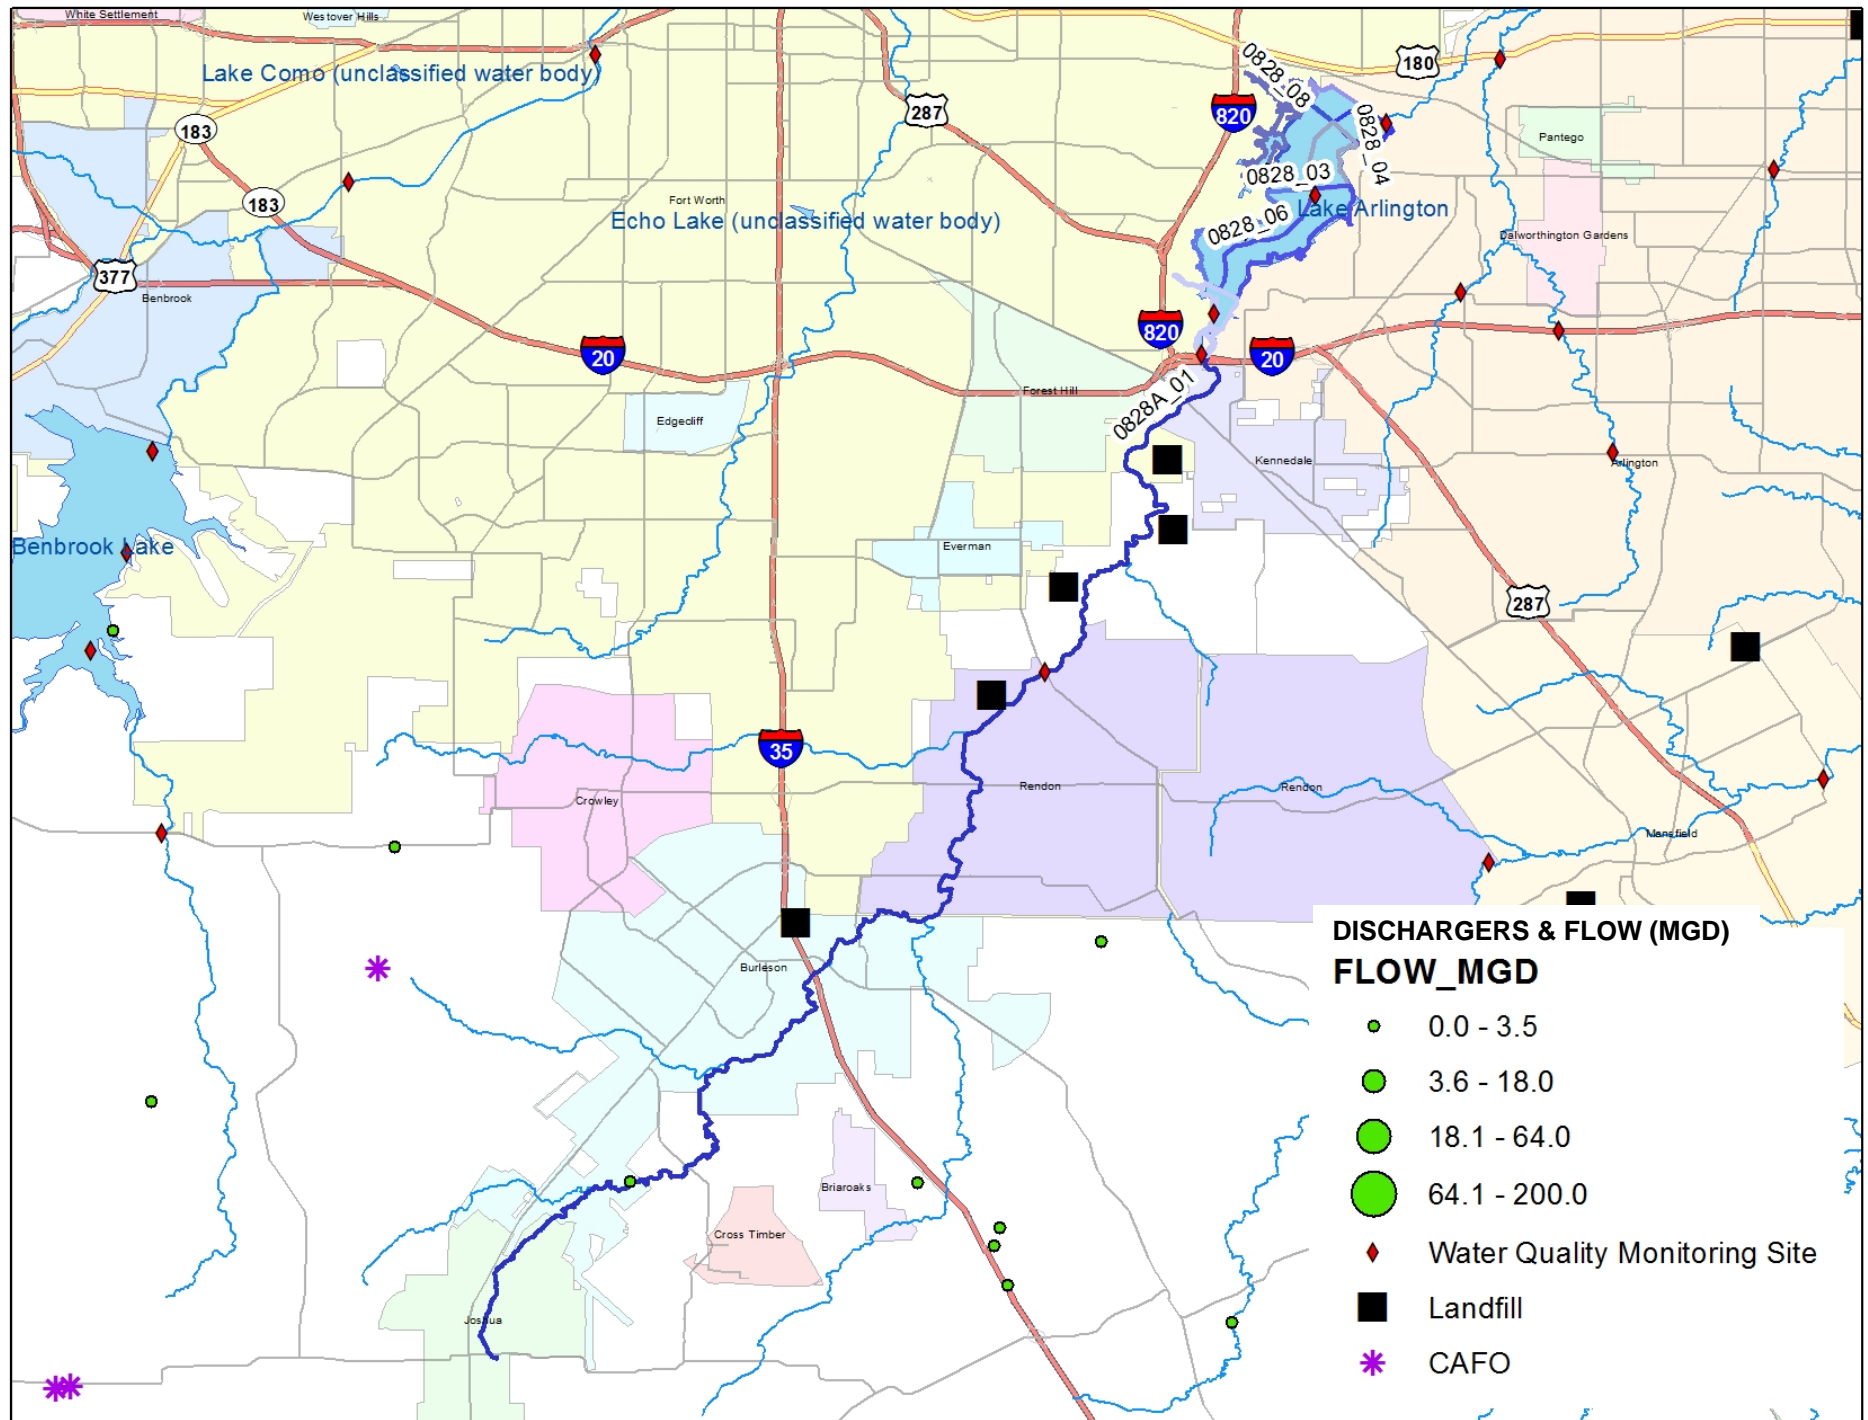 White Settlement
Westover Hills
Lake Como (unclassified water body)
183
183
377
Benbrook
287
820
180
0828_08
0828_04
0828_03
0828_06
Lake Arlington
Pantego
Dalworthington Gardens
Fort Worth
Echo Lake (unclassified water body)
20
820
20
Forest Hill
0828A_01
Edgecliff
Kennedale
Arlington
Benbrook Lake
Everman
287
35
Crowley
Rendon
Rendon
Mansfield
Burleson
Briaroaks
Cross Timber
Joshua
DISCHARGERS & FLOW (MGD)
FLOW_MGD
0.0 - 3.5
3.6 - 18.0
18.1 - 64.0
64.1 - 200.0
Water Quality Monitoring Site
Landfill
CAFO